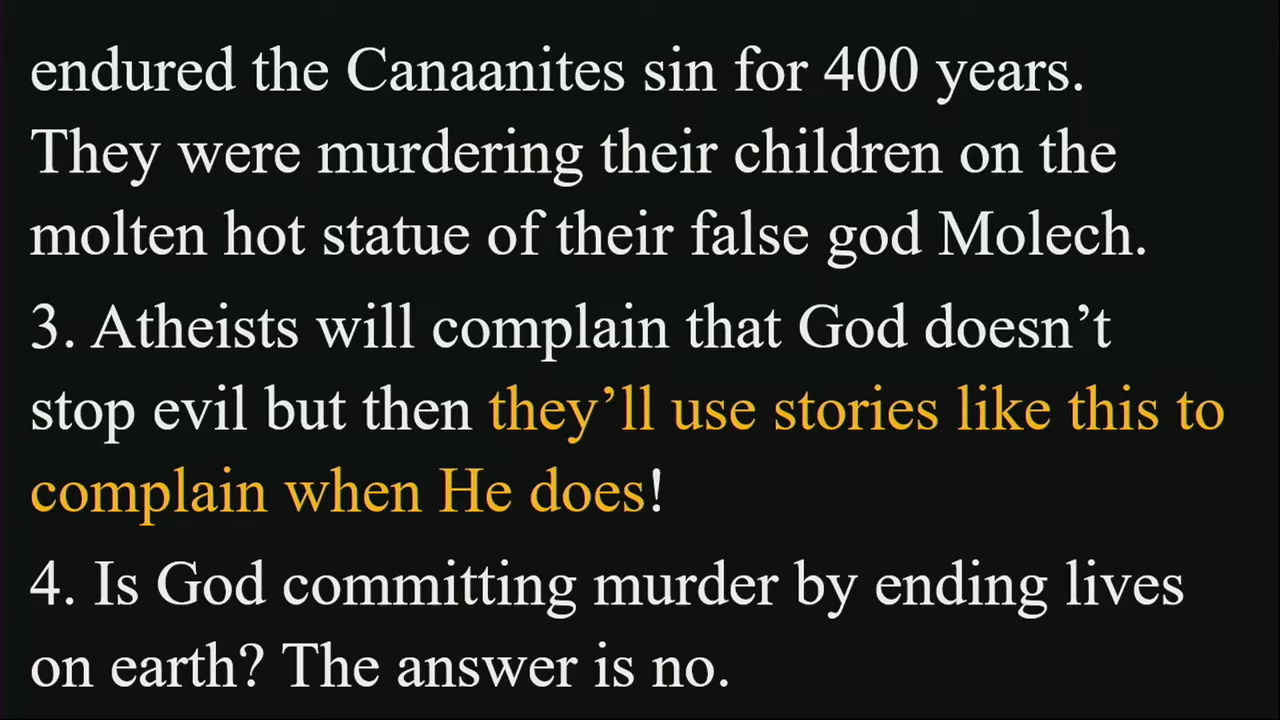 endured the Canaanites sin for 400 years.
They were murdering their children on the
molten hot statue of their false god Molech.
3. Atheists will complain that God doesn’t
stop evil but then they’ll use stories like this to
complain when He does!
4. Is God committing murder by ending lives
on earth? The answer is no.